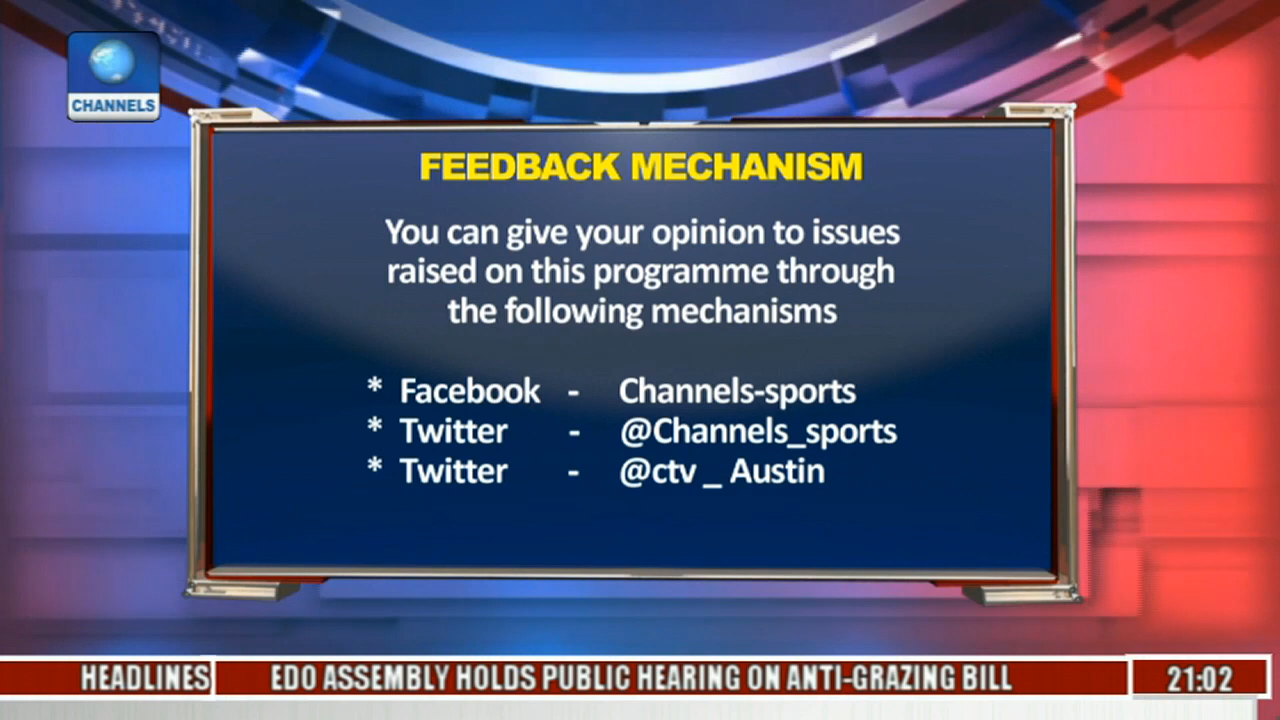 CHANNELS
FEEDBACK MECHANISM
You can give your opinion to issues
raised on this programme through
the following mechanisms
* Facebook - Channels-sports
* Twitter - @Channels_sports
* Twitter - @ctv _ Austin
HEADLINES EDO ASSEMBLY HOLDS PUBLIC HEARING ON ANTI-GRAZING BILL 21:02